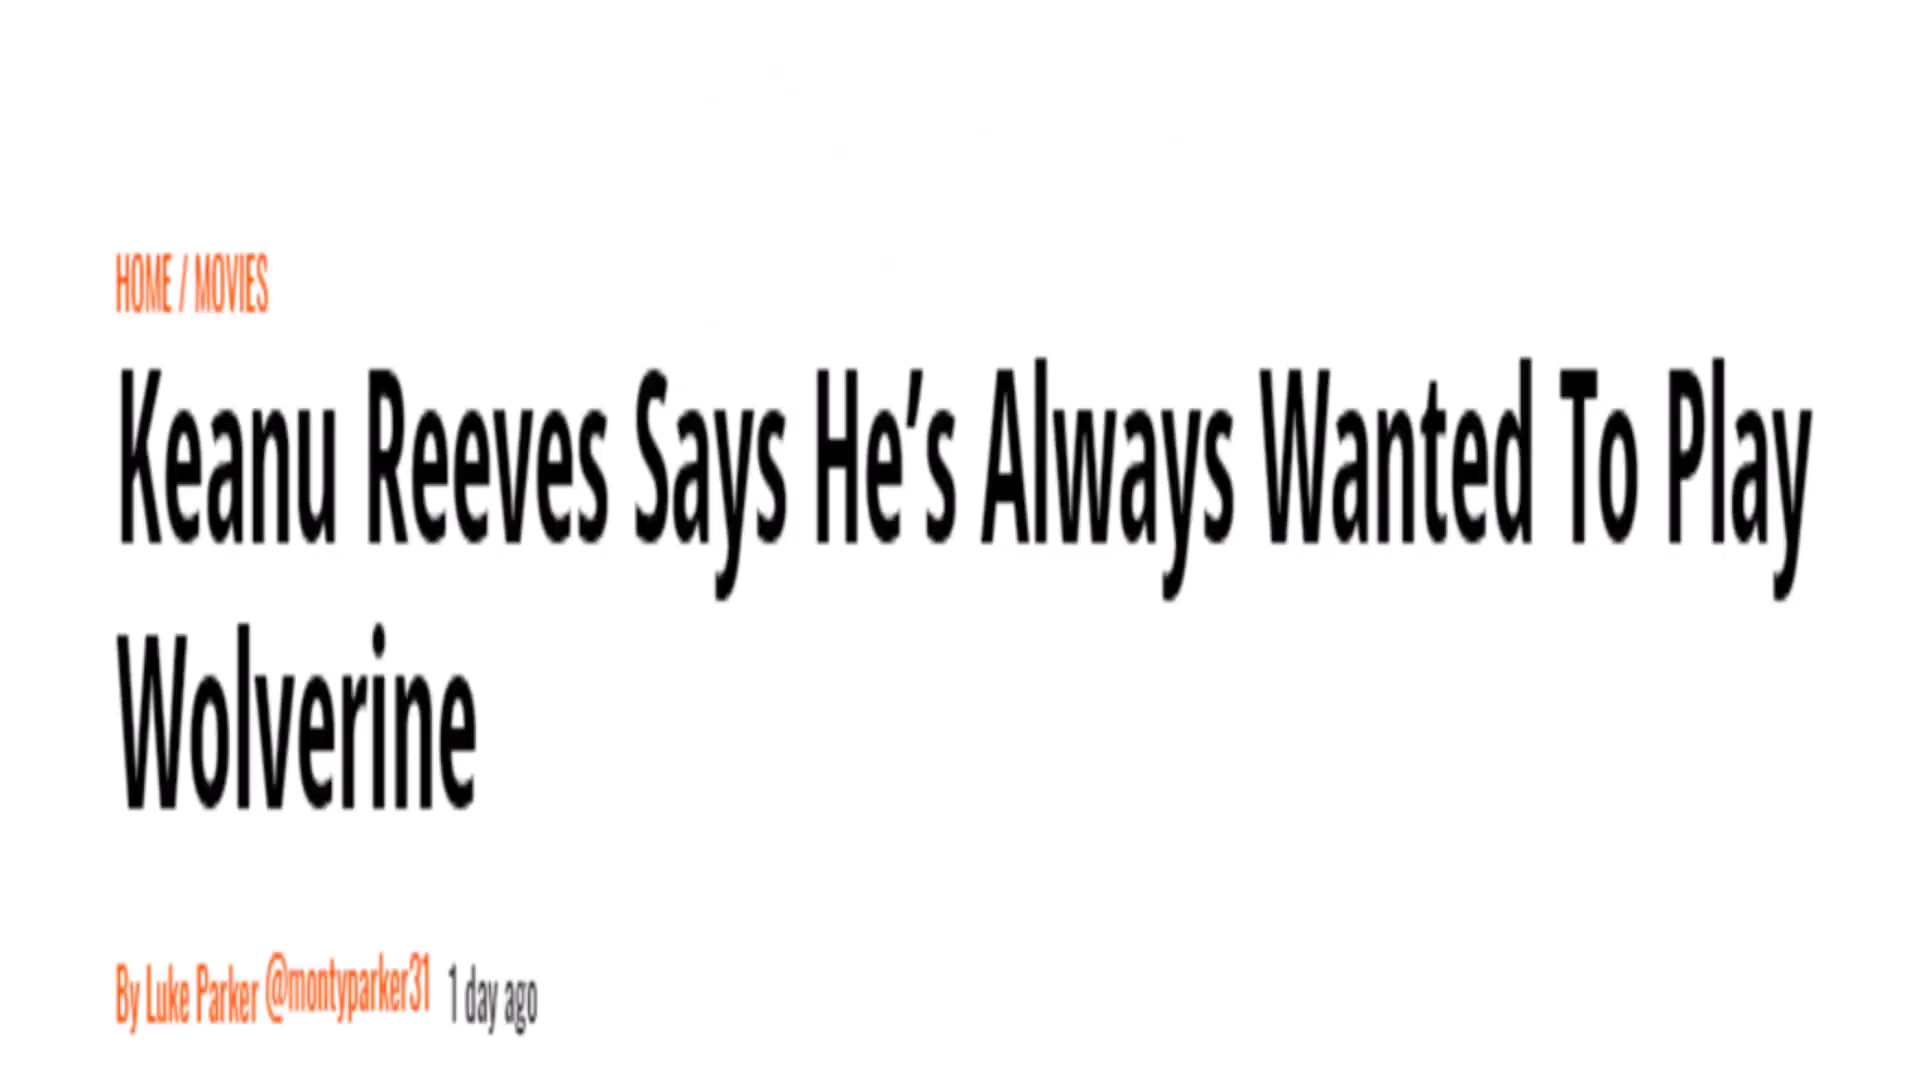 HOME / MOVIES
Keanu Reeves Says He’s Always Wanted To Play
Wolverine
By Luke Parker @montyparker31 1 day ago